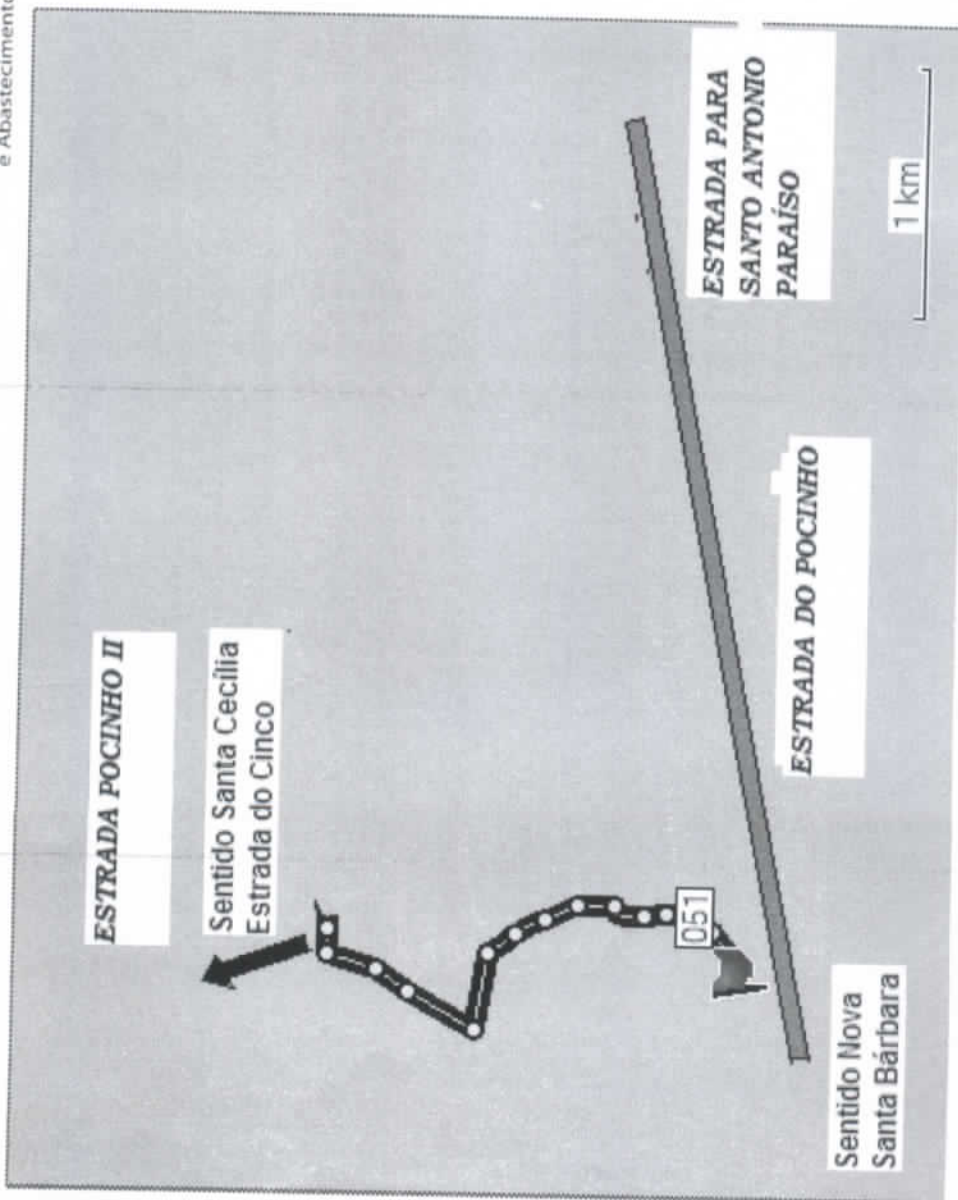 e Abastecimento
ESTRADA POCINHO II
Sentido Santa Cecília
Estrada do Cinco
051
Sentido Nova
Santa Bárbara
ESTRADA DO POCINHO
ESTRADA PARA
SANTO ANTONIO
PARAÍSO
1 km